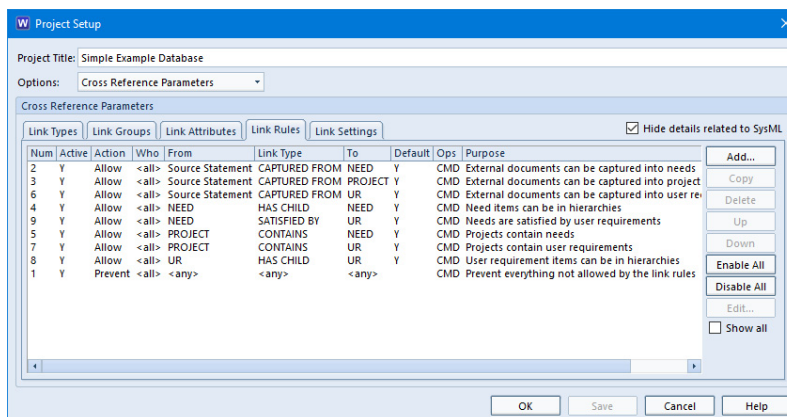 W Project Setup
Project Title: Simple Example Database
Options: Cross Reference Parameters
Cross Reference Parameters
Link Types Link Groups Link Attributes Link Rules Link Settings Hide details related to SysML
Num Active Action Who From Link Type To Default Ops Purpose
2 Y Allow <all> Source Statement CAPTURED FROM NEED Y CMD External documents can be captured into needs
3 Y Allow <all> Source Statement CAPTURED FROM PROJECT Y CMD External documents can be captured into project
6 Y Allow <all> Source Statement CAPTURED FROM UR Y CMD External documents can be captured into user re
4 Y Allow <all> NEED HAS CHILD NEED Y CMD Need items can be in hierarchies
9 Y Allow <all> NEED SATISFIED BY UR Y CMD Needs are satisfied by user requirements
5 Y Allow <all> PROJECT CONTAINS NEED Y CMD Projects contain needs
7 Y Allow <all> PROJECT CONTAINS UR Y CMD Projects contain user requirements
8 Y Allow <all> UR HAS CHILD UR Y CMD User requirement items can be in hierarchies
1 Y Prevent <all> <any> <any> <any> CMD Prevent everything not allowed by the link rules
Add...
Copy
Delete
Up
Down
Enable All
Disable All
Edit...
Show all
OK Save Cancel Help